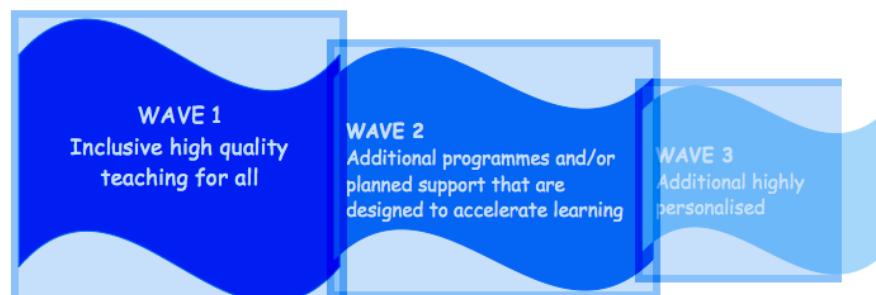 WAVE 1
Inclusive high quality
teaching for all
WAVE 2
Additional programmes and/or
planned support that are
designed to accelerate learning
WAVE 3
Additional highly
personalised